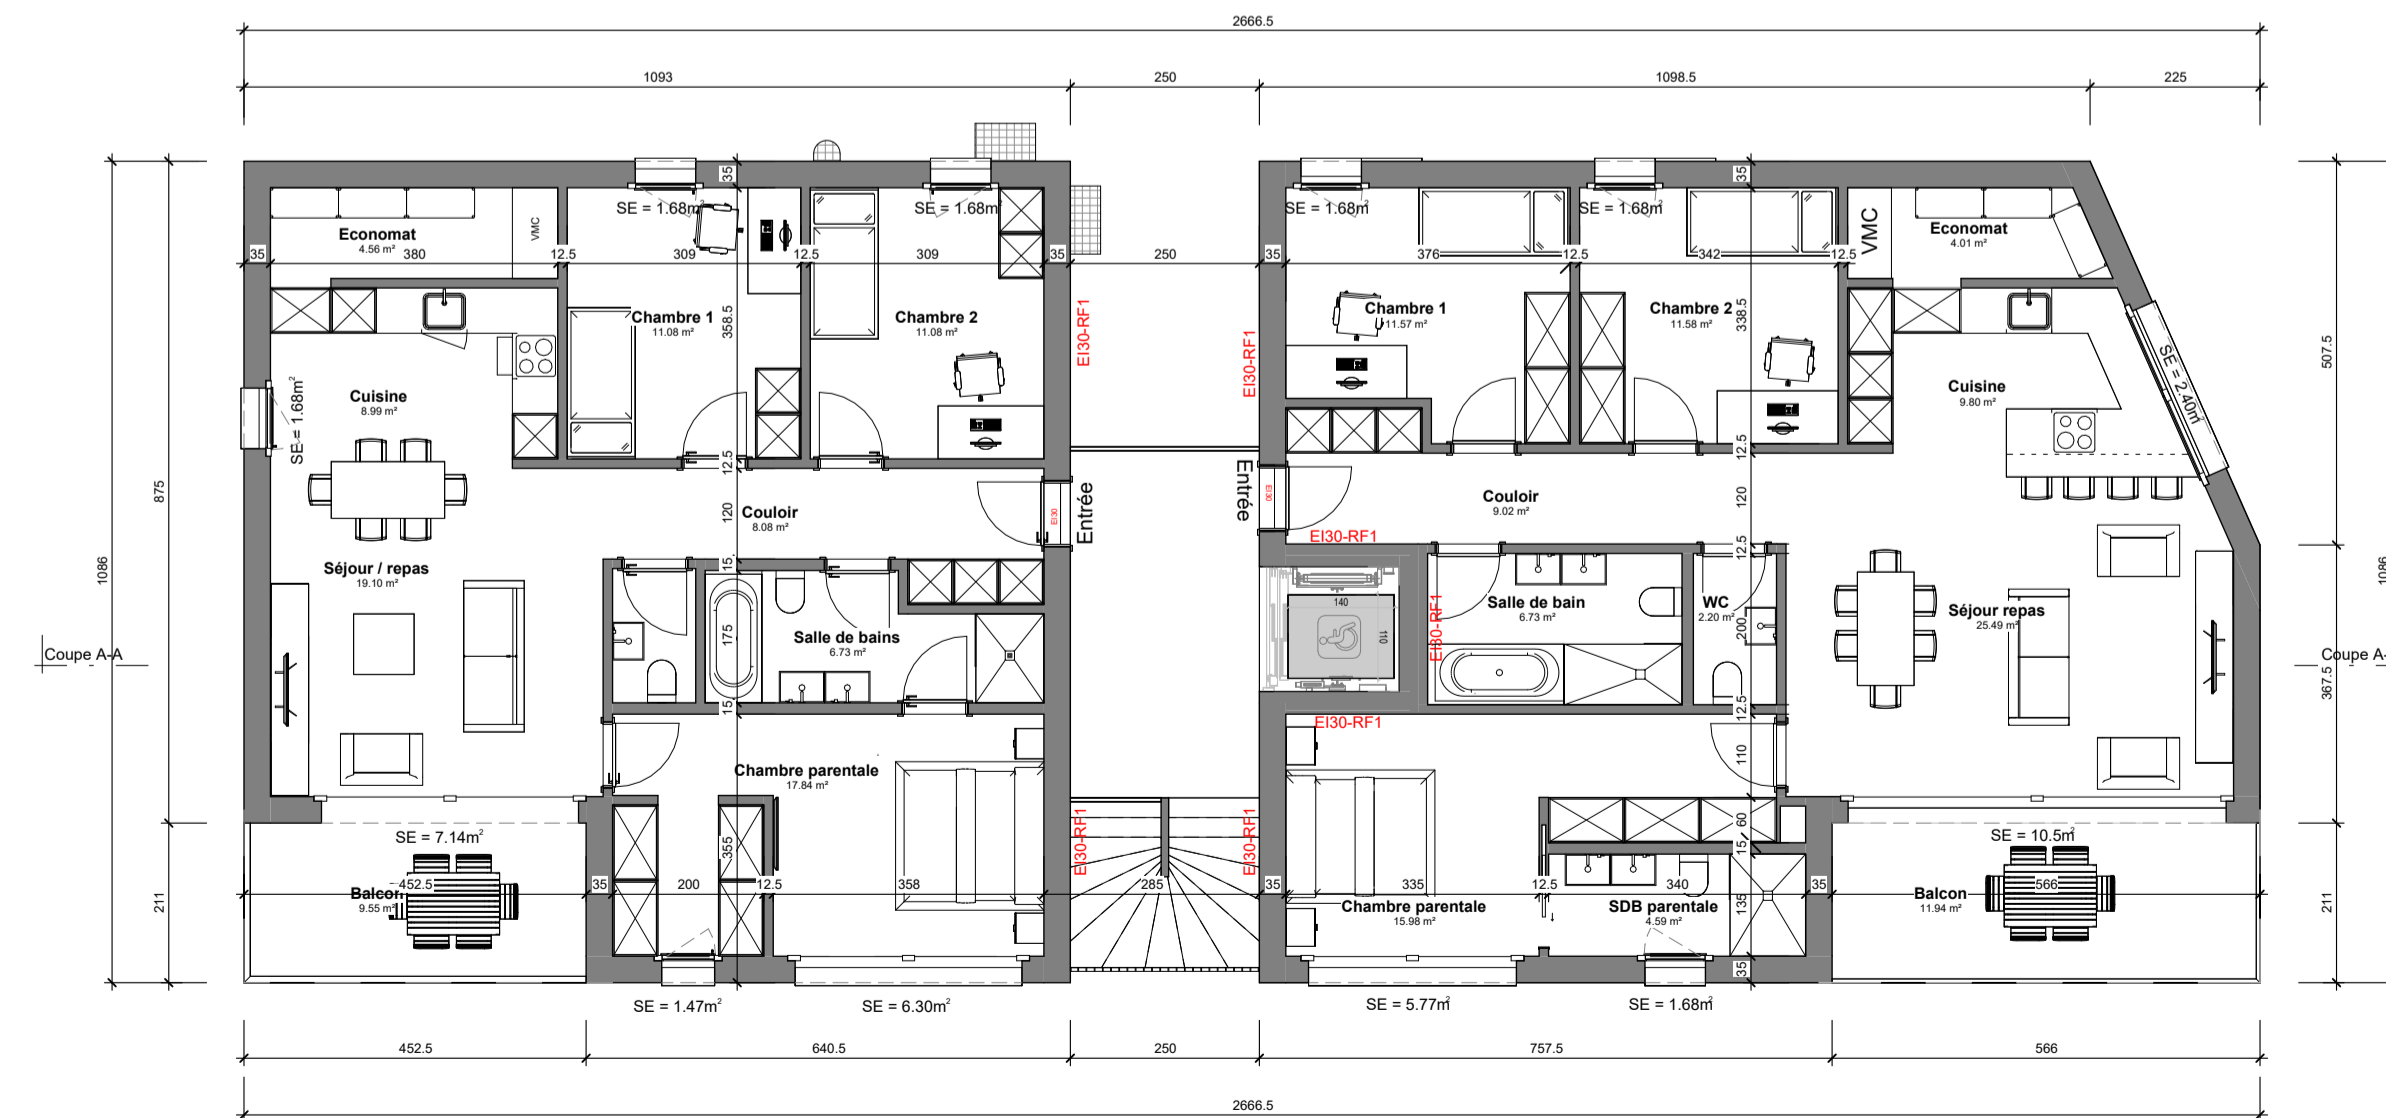 2666.5
1093
250
1098.5
225
35
35
SE = 1.68m²
SE = 1.68m²
SE = 1.68m²
SE = 1.68m²
Economat
4.56 m²
VMC
VMC
Economat
4.01 m²
35
380
12.5
309
12.5
309
35
250
35
376
12.5
342
12.5
Chambre 1
11.08 m²
358.5
Chambre 2
11.08 m²
EI30-RF1
EI30-RF1
Chambre 1
11.57 m²
Chambre 2
11.58 m²
338.5
507.5
Cuisine
8.99 m²
SE = 1.68m²
Cuisine
9.80 m²
SE = 2.40m²
875
1086
12.5
12.5
Couloir
8.08 m²
120
EI30
Entrée
Entrée
EI30
Couloir
9.02 m²
120
EI30-RF1
12.5
15
Séjour / repas
19.10 m²
1086
175
Salle de bains
6.73 m²
140
110
EI30-RF1
Salle de bain
6.73 m²
WC
2.20 m²
200
Séjour repas
25.49 m²
Coupe A-A
Coupe A-
367.5
15
12.5
EI30-RF1
Chambre parentale
17.84 m²
110
SE = 7.14m²
355
EI30-RF1
EI30-RF1
60
15
SE = 10.5m²
Balcon
9.55 m²
452.5
35
200
12.5
358
285
35
335
12.5
340
35
566
Chambre parentale
15.98 m²
SDB parentale
4.59 m²
135
Balcon
11.94 m²
211
211
35
SE = 1.47m²
SE = 6.30m²
SE = 5.77m²
SE = 1.68m²
452.5
640.5
250
757.5
566
2666.5